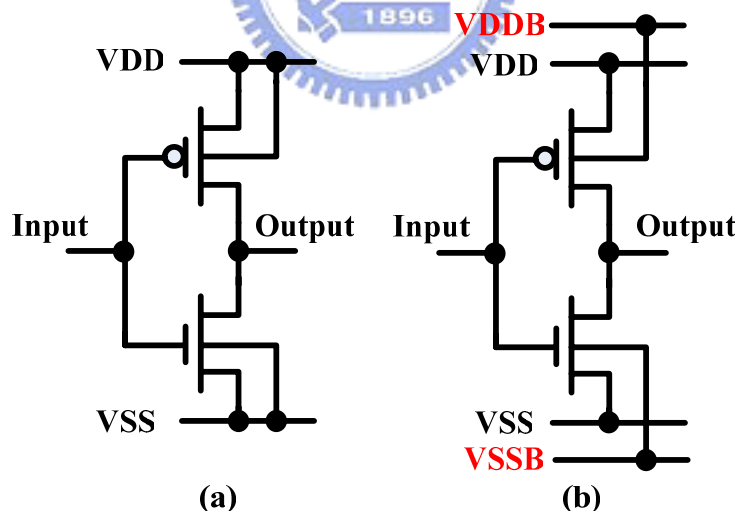 1896
VDD
Input
Output
VSS
(a)
VDDB
VDD
Input
Output
VSS
VSSB
(b)